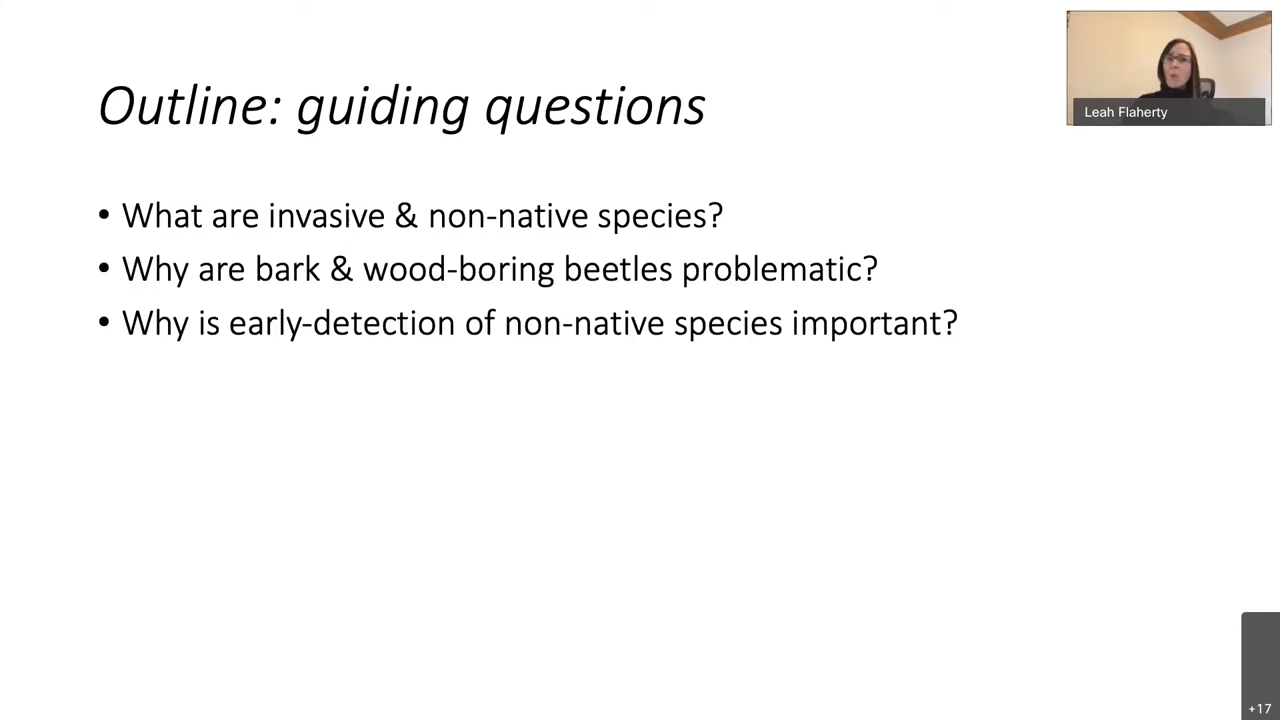 Outline: guiding questions
Leah Flaherty
• What are invasive & non-native species?
• Why are bark & wood-boring beetles problematic?
• Why is early-detection of non-native species important?
+17